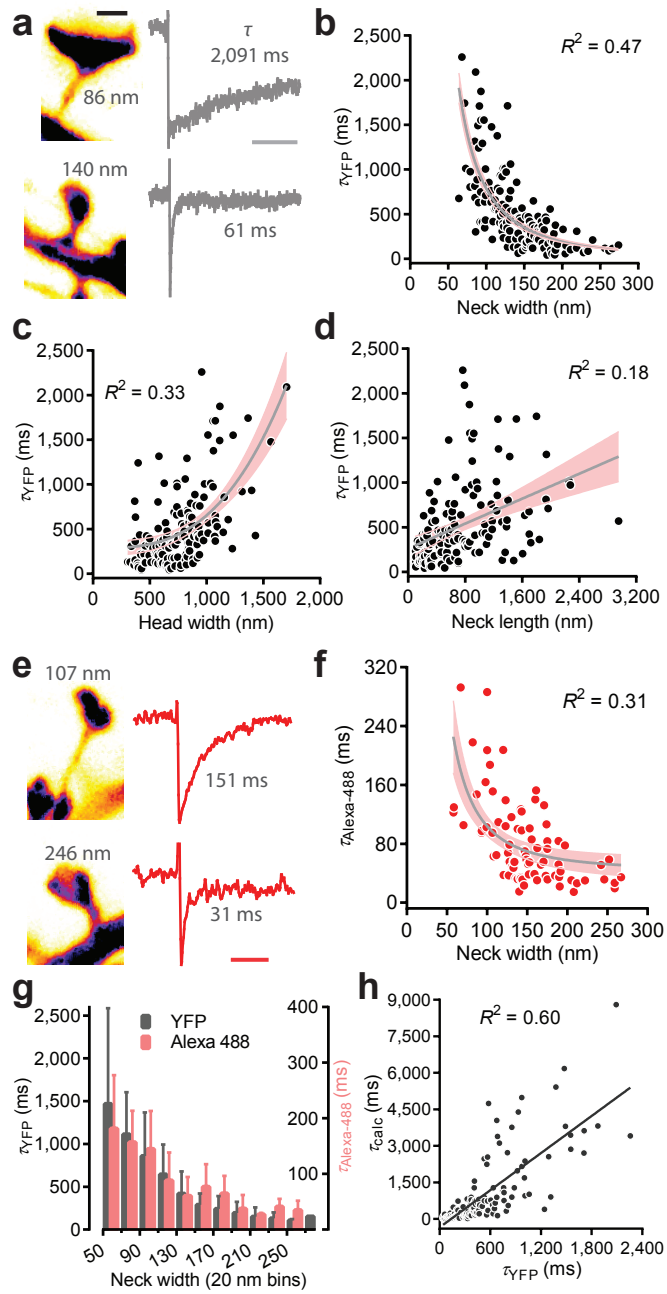 a
86 nm
τ
2,091 ms
140 nm
61 ms
b
R² = 0.47
τYFP (ms)
2,500
2,000
1,500
1,000
500
0
0 50 100 150 200 250 300
Neck width (nm)
c
R² = 0.33
τYFP (ms)
2,500
2,000
1,500
1,000
500
0
0 500 1,000 1,500 2,000
Head width (nm)
d
R² = 0.18
τYFP (ms)
2,500
2,000
1,500
1,000
500
0
0 800 1,600 2,400 3,200
Neck length (nm)
e
107 nm
151 ms
246 nm
31 ms
f
R² = 0.31
τAlexa-488
(ms)
320
240
160
80
0
0 50 100 150 200 250 300
Neck width (nm)
g
YFP
Alexa 488
τYFP (ms)
2,500
2,000
1,500
1,000
500
0
400
200
0
τAlexa-488
(ms)
50 90 130 170 210 250
Neck width (20 nm bins)
h
R² = 0.60
τcalc (ms)
9,000
7,500
6,000
4,500
3,000
1,500
0
0 600 1,200 1,800 2,400
τYFP (ms)